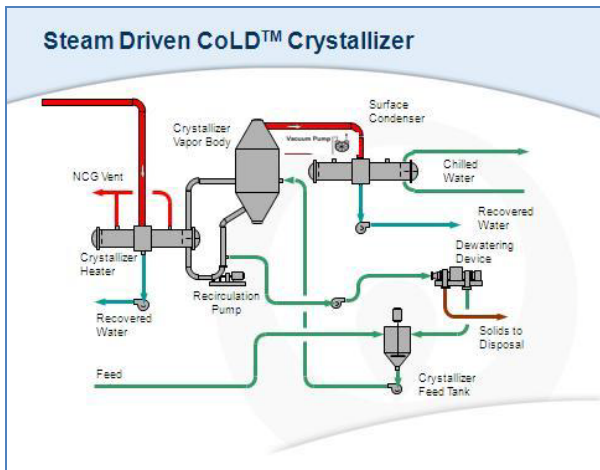 Steam Driven CoLD™ Crystallizer
Surface
Condenser
Crystallizer
Vapor Body
Vacuum Pump
NCG Vent
Chilled
Water
Recovered
Water
Dewatering
Device
Crystallizer
Heater
Recirculation
Pump
Recovered
Water
Solids to
Disposal
Feed
Crystallizer
Feed Tank